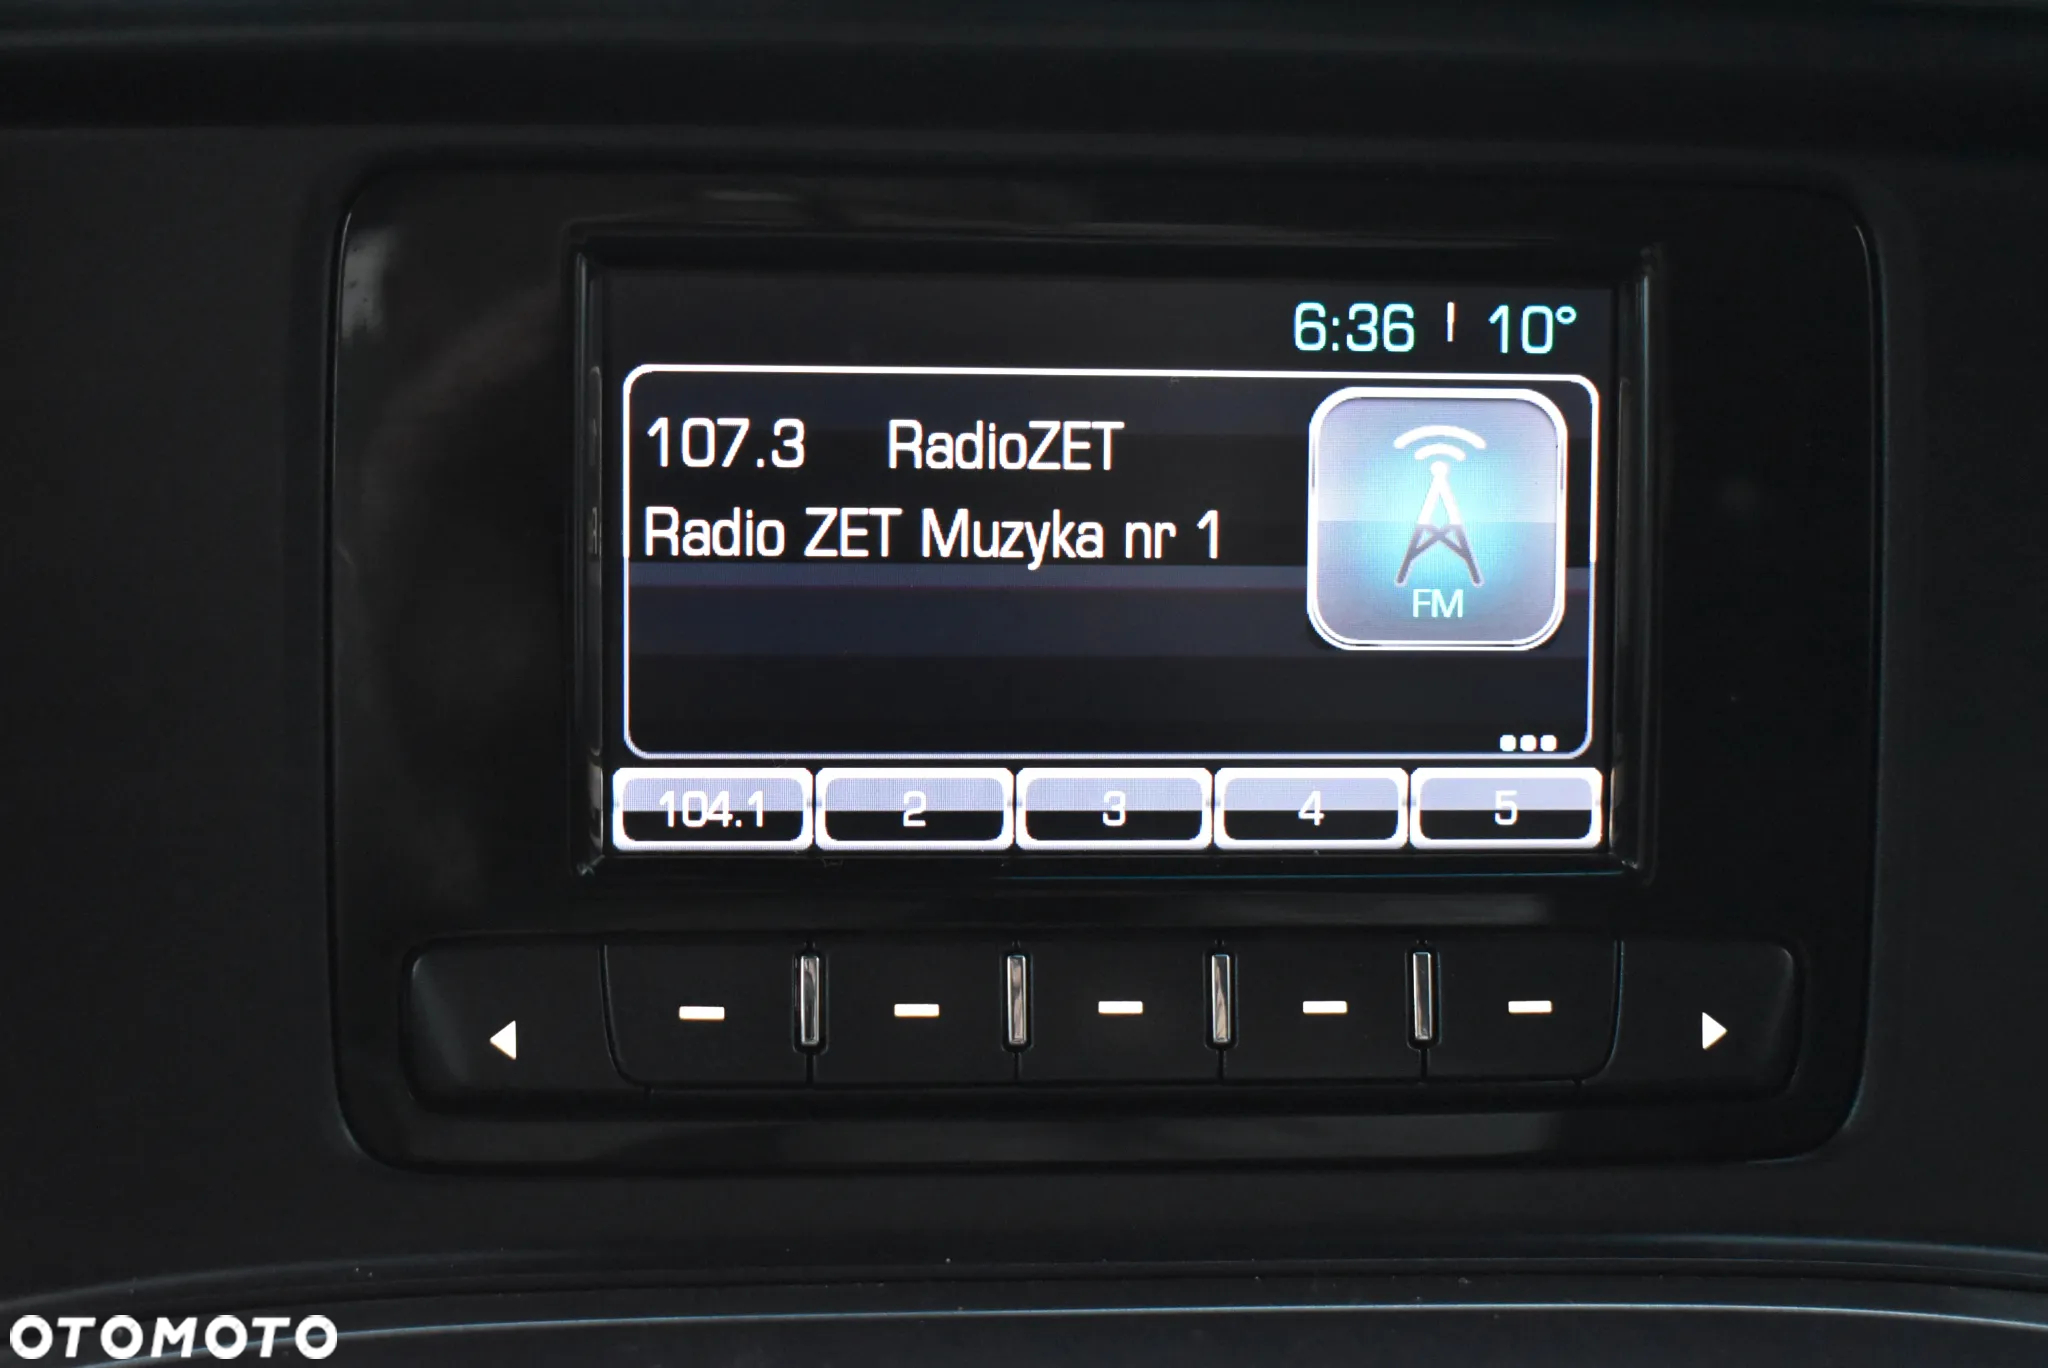 6:36 | 10°
107.3 RadioZET
Radio ZET Muzyka nr 1
FM
104.1 2 3 4 5
OTOMOTO